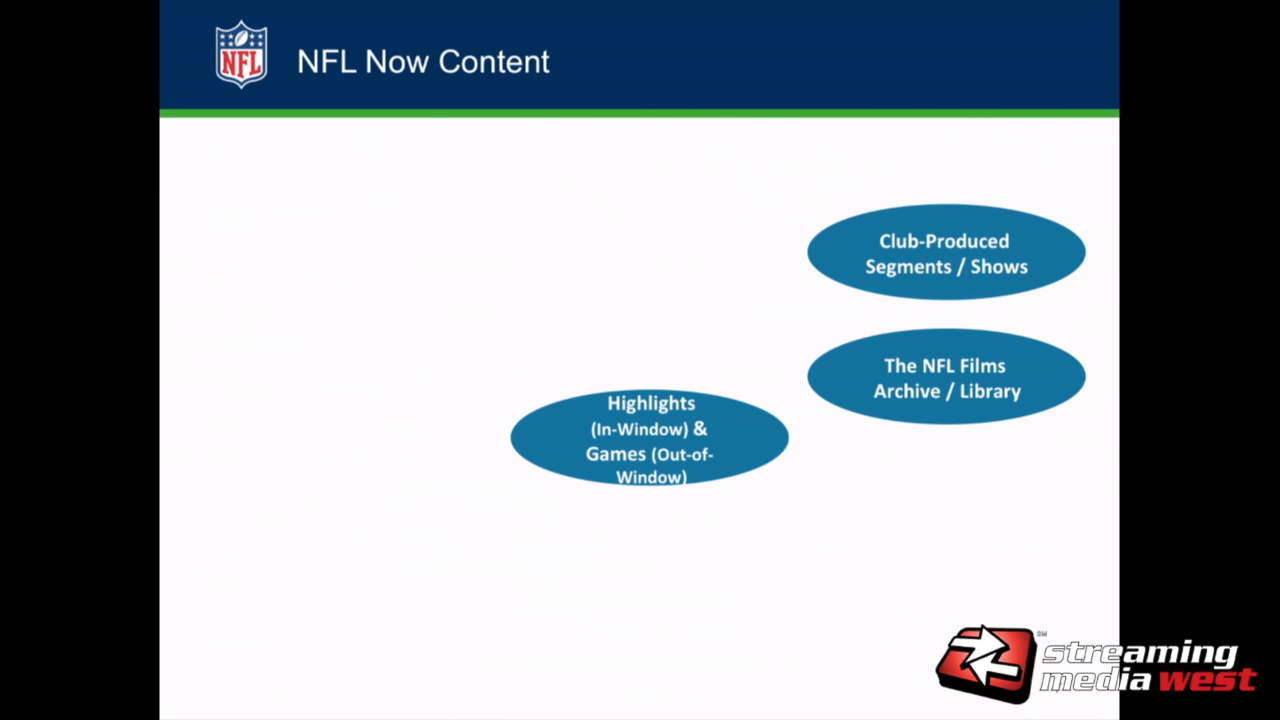 NFL
NFL Now Content
Club-Produced
Segments / Shows
The NFL Films
Archive / Library
Highlights
(In-Window) &
Games (Out-of-
Window)
SM
streaming
media west